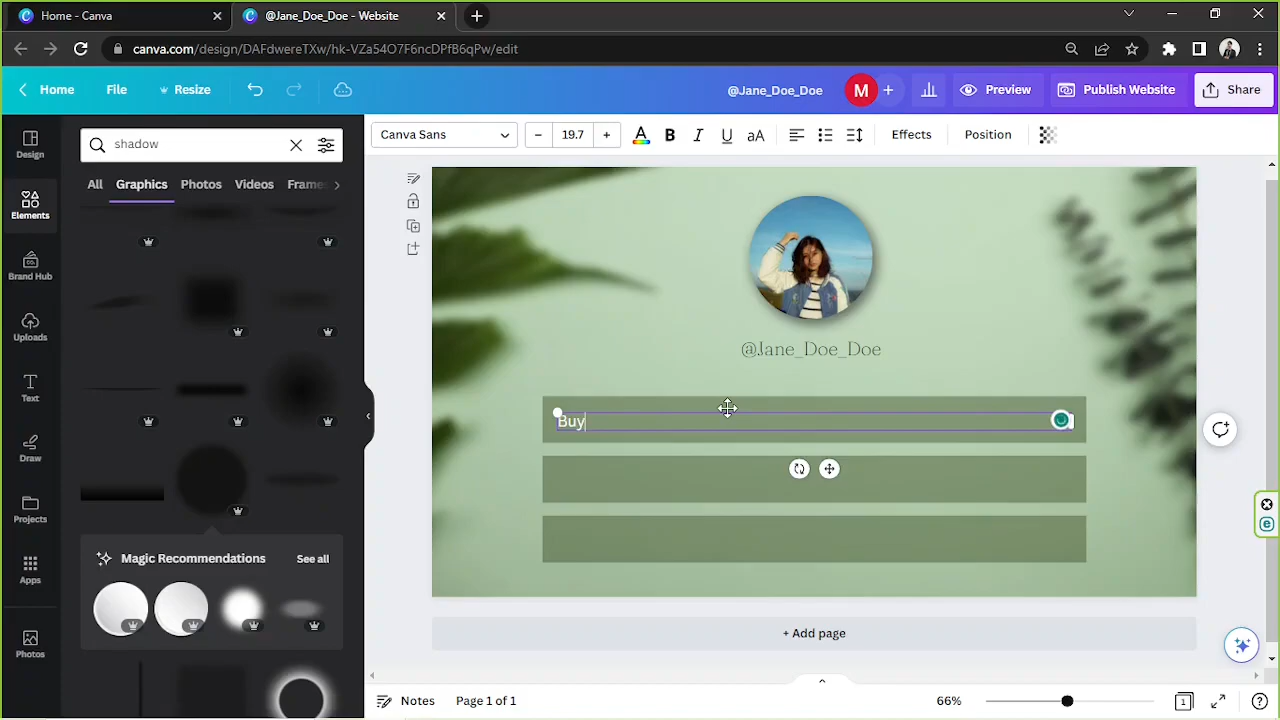 Home - Canva
@Jane_Doe_Doe - Website
canva.com/design/DAFdwereTXw/hk-VZa54O7F6ncDPfB6qPw/edit
Home
File
Resize
@Jane_Doe_Doe
M
Preview
Publish Website
Share
Design
shadow
Canva Sans
19.7
A
B
I
U
aA
Effects
Position
All
Graphics
Photos
Videos
Frame
Elements
Brand Hub
Uploads
Text
Draw
Projects
Apps
Photos
@Jane_Doe_Doe
Buy
Magic Recommendations
See all
+ Add page
Notes
Page 1 of 1
66%
1